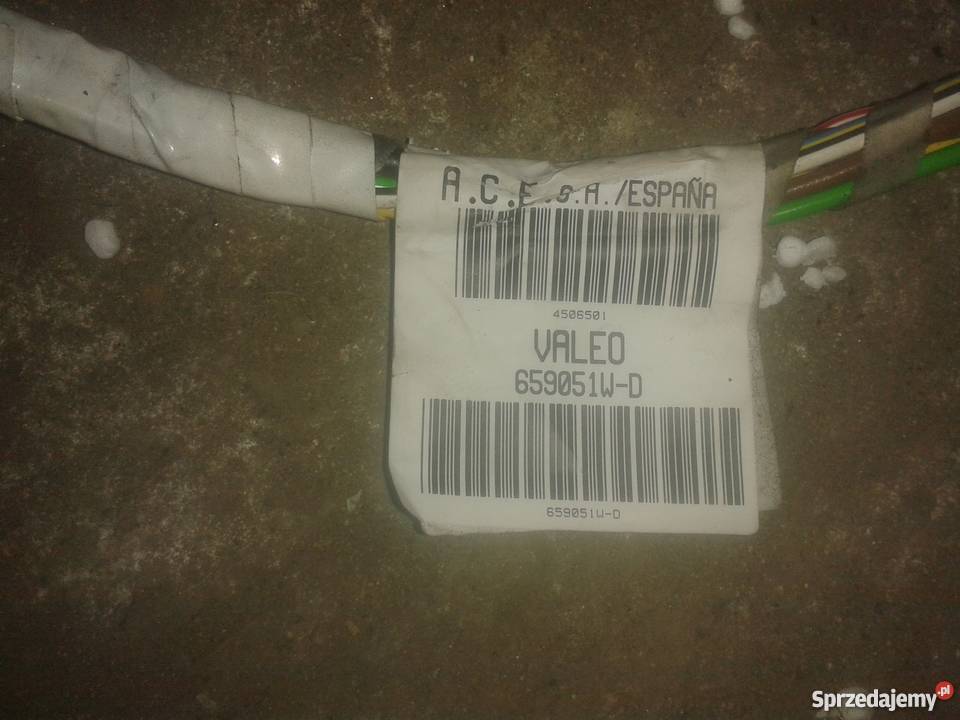 A.C.E.S.A./ESPAÑA
4506501
VALEO
659051W-D
659051W-D
Sprzedajemy.pl